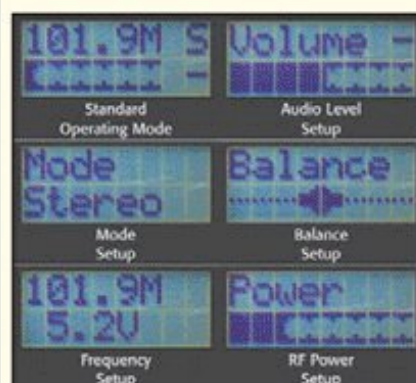 101.9M S
Standard
Operating Mode
Volume -
Audio Level
Setup
Mode
Stereo
Mode
Setup
Balance
Balance
Setup
101.9M
5.2V
Frequency
Setup
Power
RF Power
Setup